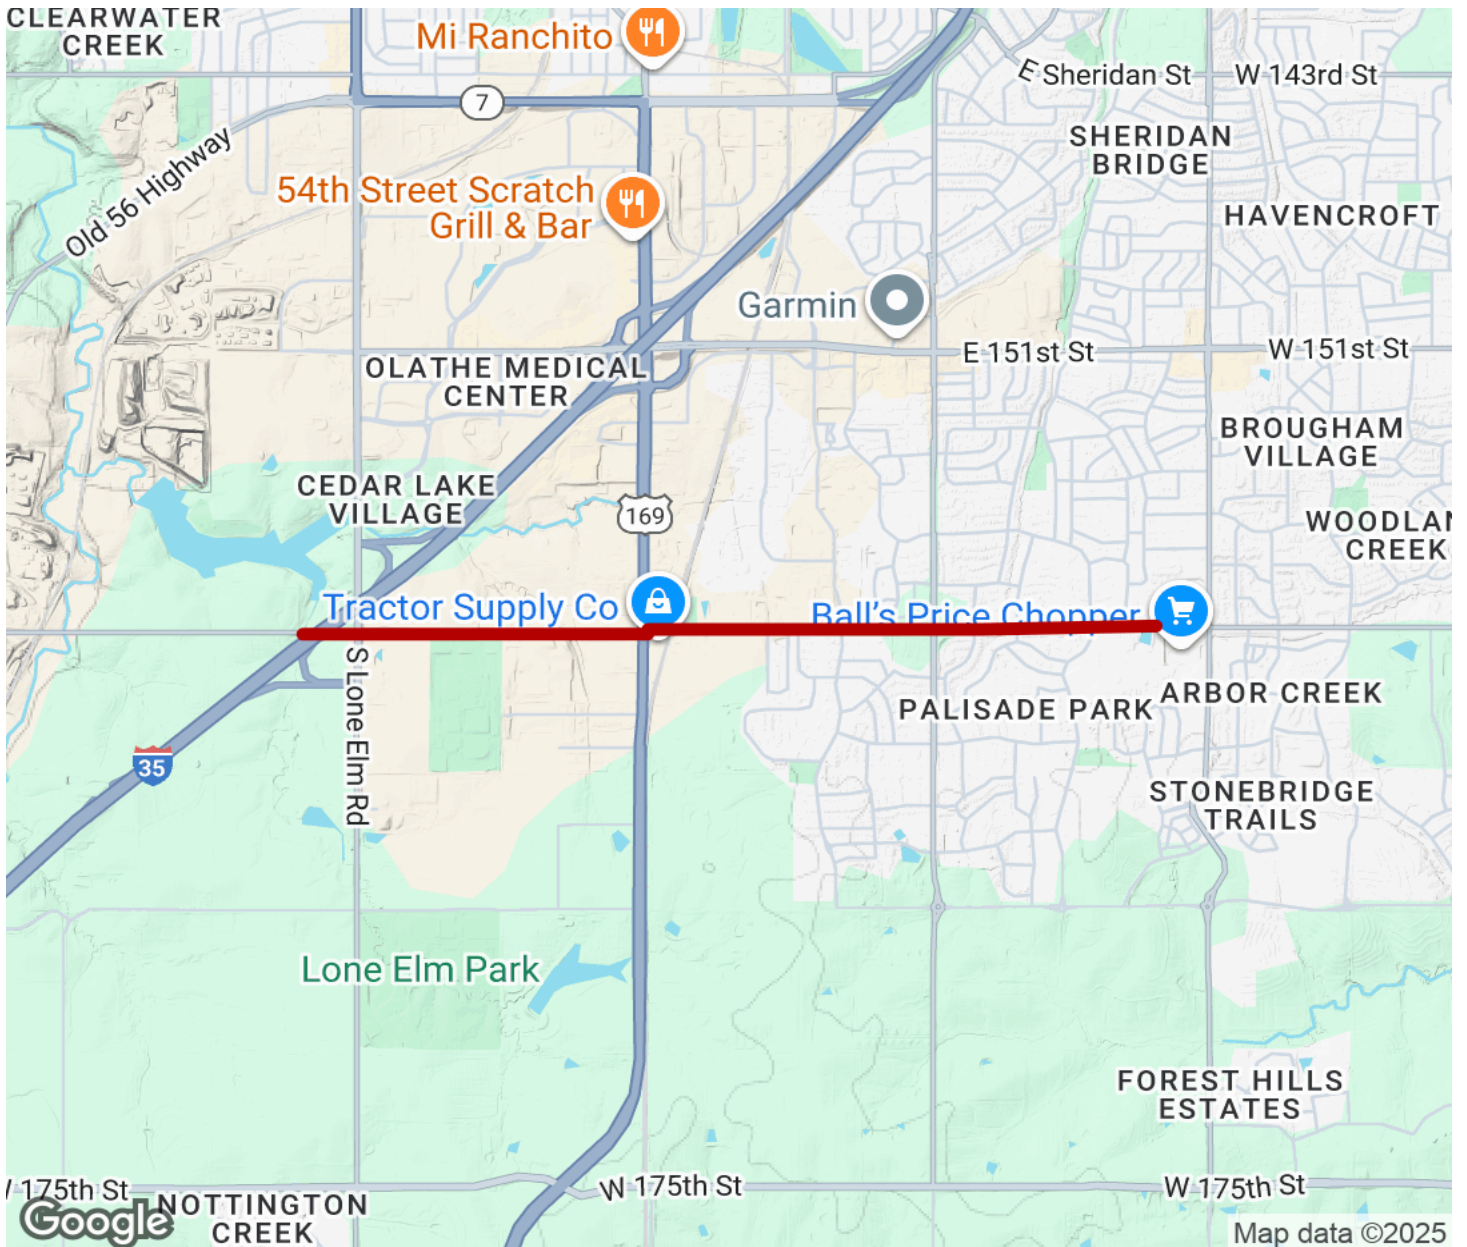 CLEARWATER
CREEK
Mi Ranchito
E Sheridan St
W 143rd St
7
SHERIDAN
BRIDGE
Old 56 Highway
54th Street Scratch
Grill & Bar
HAVENCROFT
Garmin
E 151st St
W 151st St
OLATHE MEDICAL
CENTER
BROUGHAM
VILLAGE
CEDAR LAKE
VILLAGE
169
WOODLAN
CREEK
Tractor Supply Co
Ball's Price Chopper
S Lone Elm Rd
PALISADE PARK
ARBOR CREEK
35
STONEBRIDGE
TRAILS
Lone Elm Park
FOREST HILLS
ESTATES
W 175th St
W 175th St
175th St
NOTTINGTON
CREEK
Google
Map data ©2025